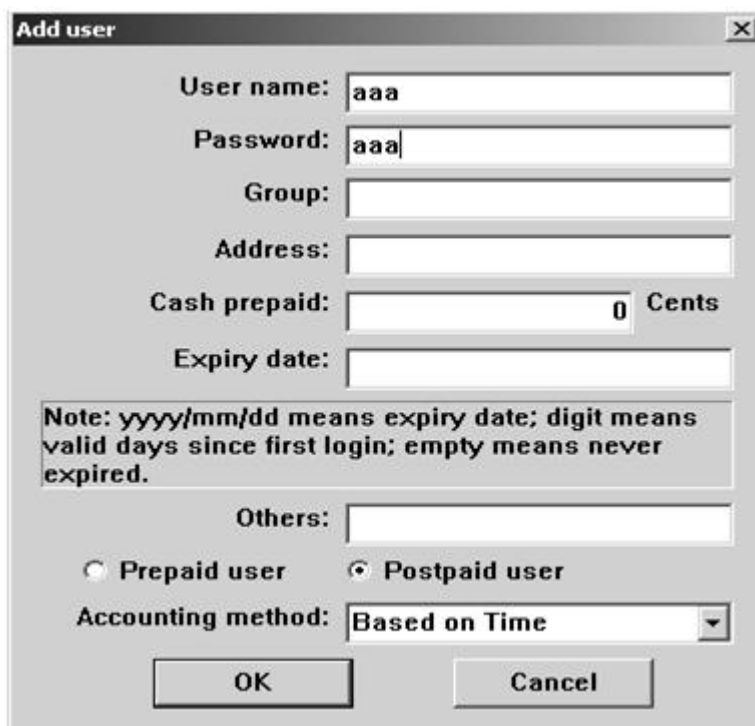 Add user
User name: aaa
Password: aaa
Group:
Address:
Cash prepaid: 0 Cents
Expiry date:
Note: yyyy/mm/dd means expiry date; digit means
valid days since first login; empty means never
expired.
Others:
Prepaid user Postpaid user
Accounting method: Based on Time
OK Cancel